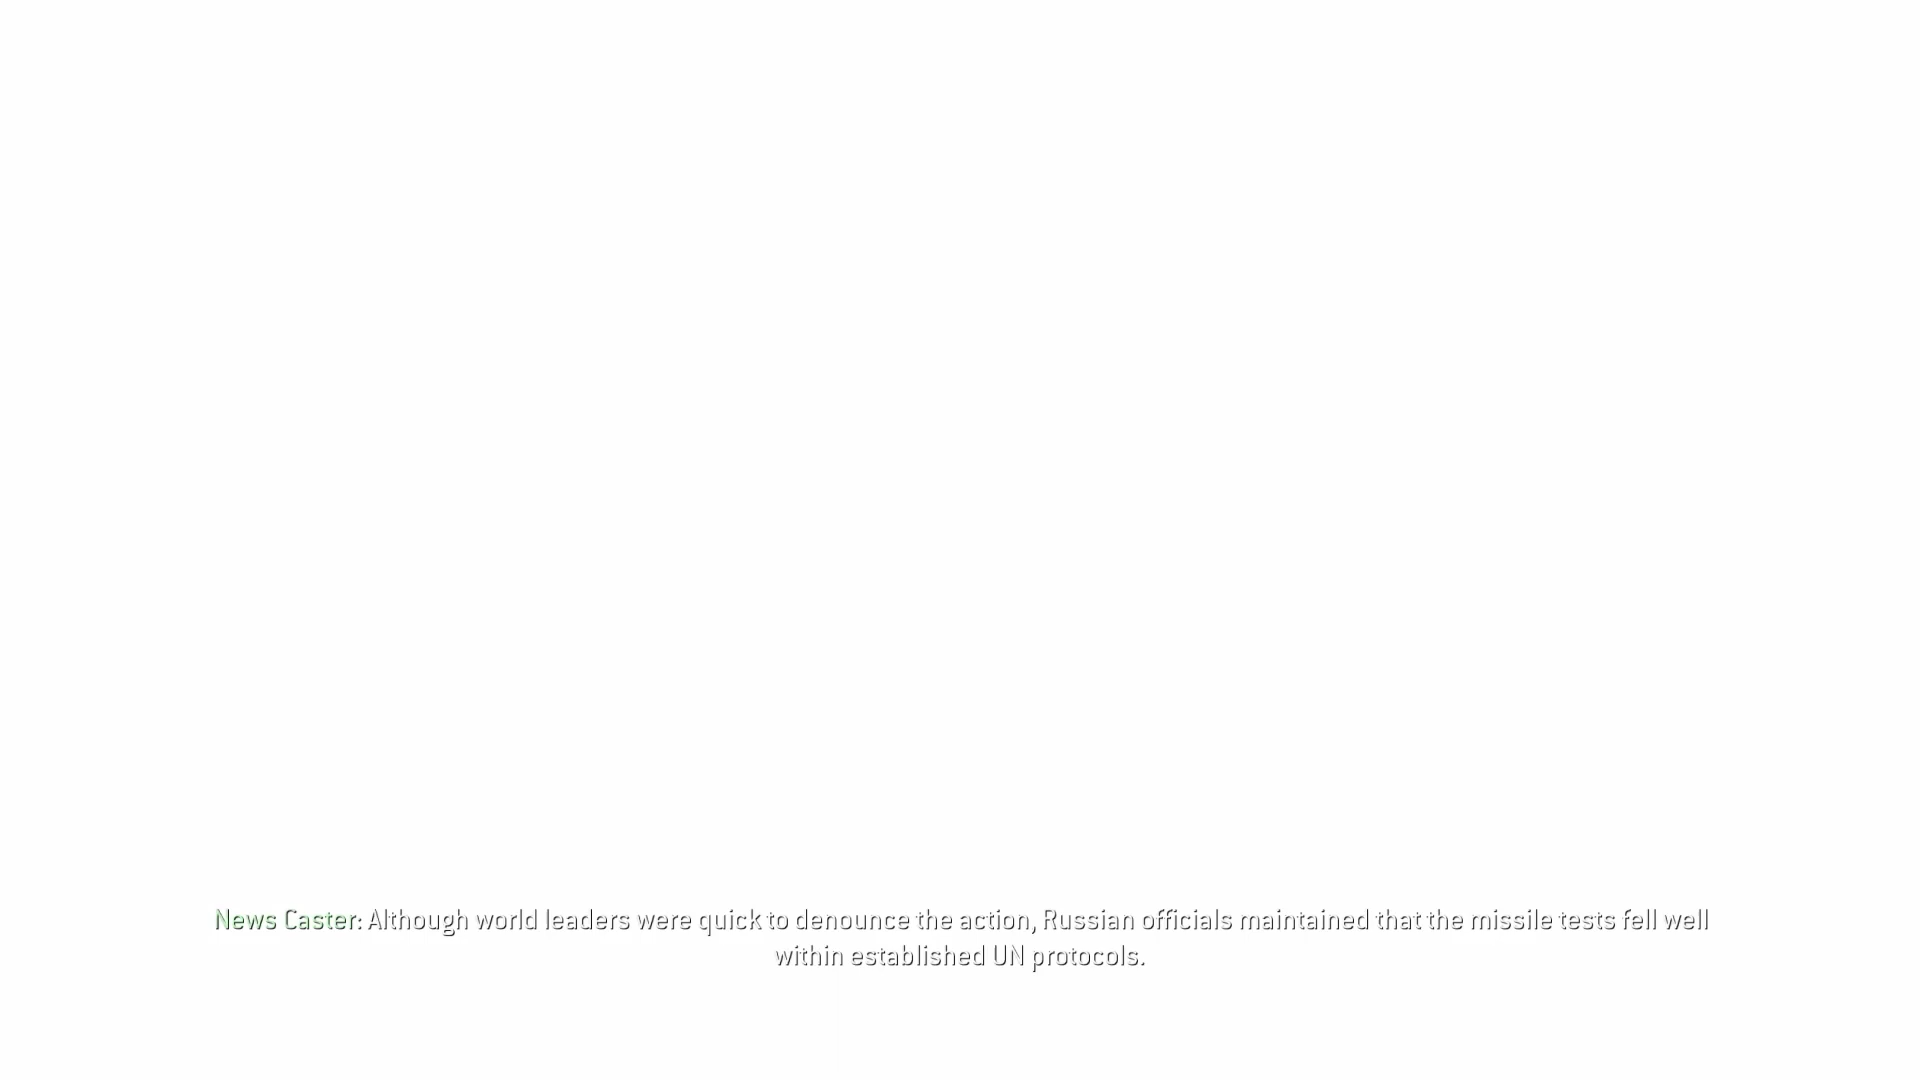 News Caster: Although world leaders were quick to denounce the action, Russian officials maintained that the missile tests fell well
within established UN protocols.